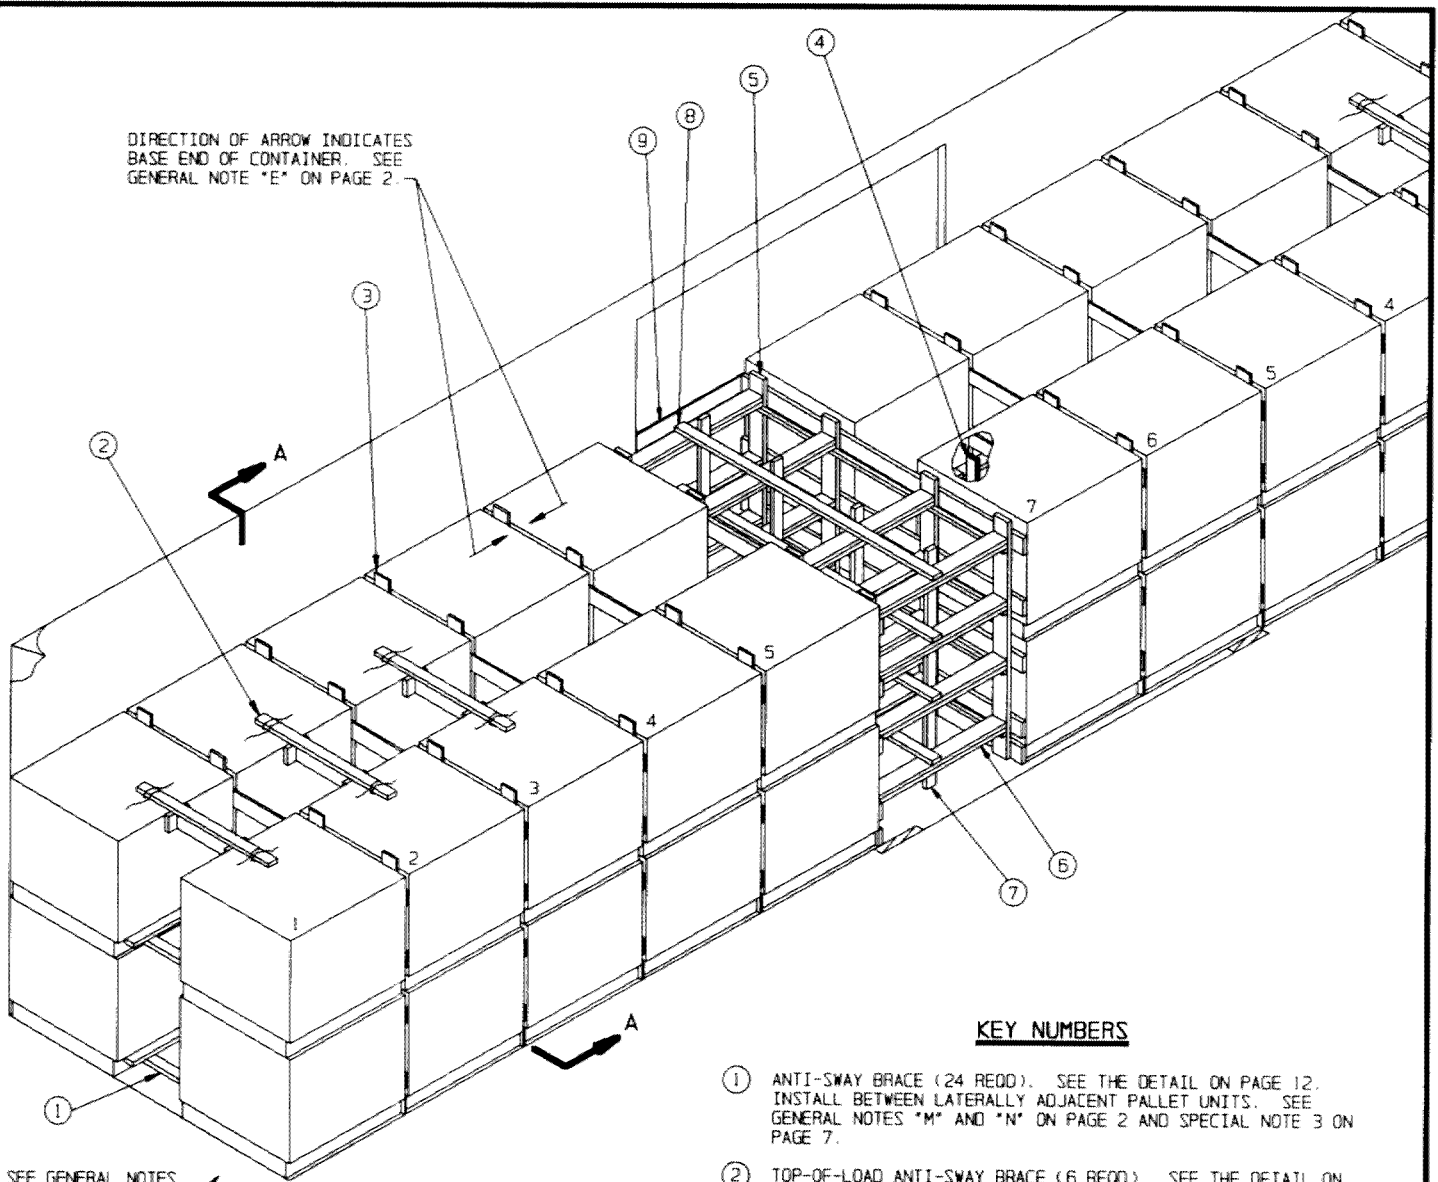 DIRECTION OF ARROW INDICATES
BASE END OF CONTAINER. SEE
GENERAL NOTE "E" ON PAGE 2.
4
5
8
9
3
2
A
4
5
6
7
5
4
3
2
1
6
7
A
1
SEE GENERAL NOTES
KEY NUMBERS
1 ANTI-SWAY BRACE (24 REQD). SEE THE DETAIL ON PAGE 12.
INSTALL BETWEEN LATERALLY ADJACENT PALLET UNITS. SEE
GENERAL NOTES "M" AND "N" ON PAGE 2 AND SPECIAL NOTE 3 ON
PAGE 7.
2 TOP-OF-LOAD ANTI-SWAY BRACE (6 REQD). SEE THE DETAIL ON